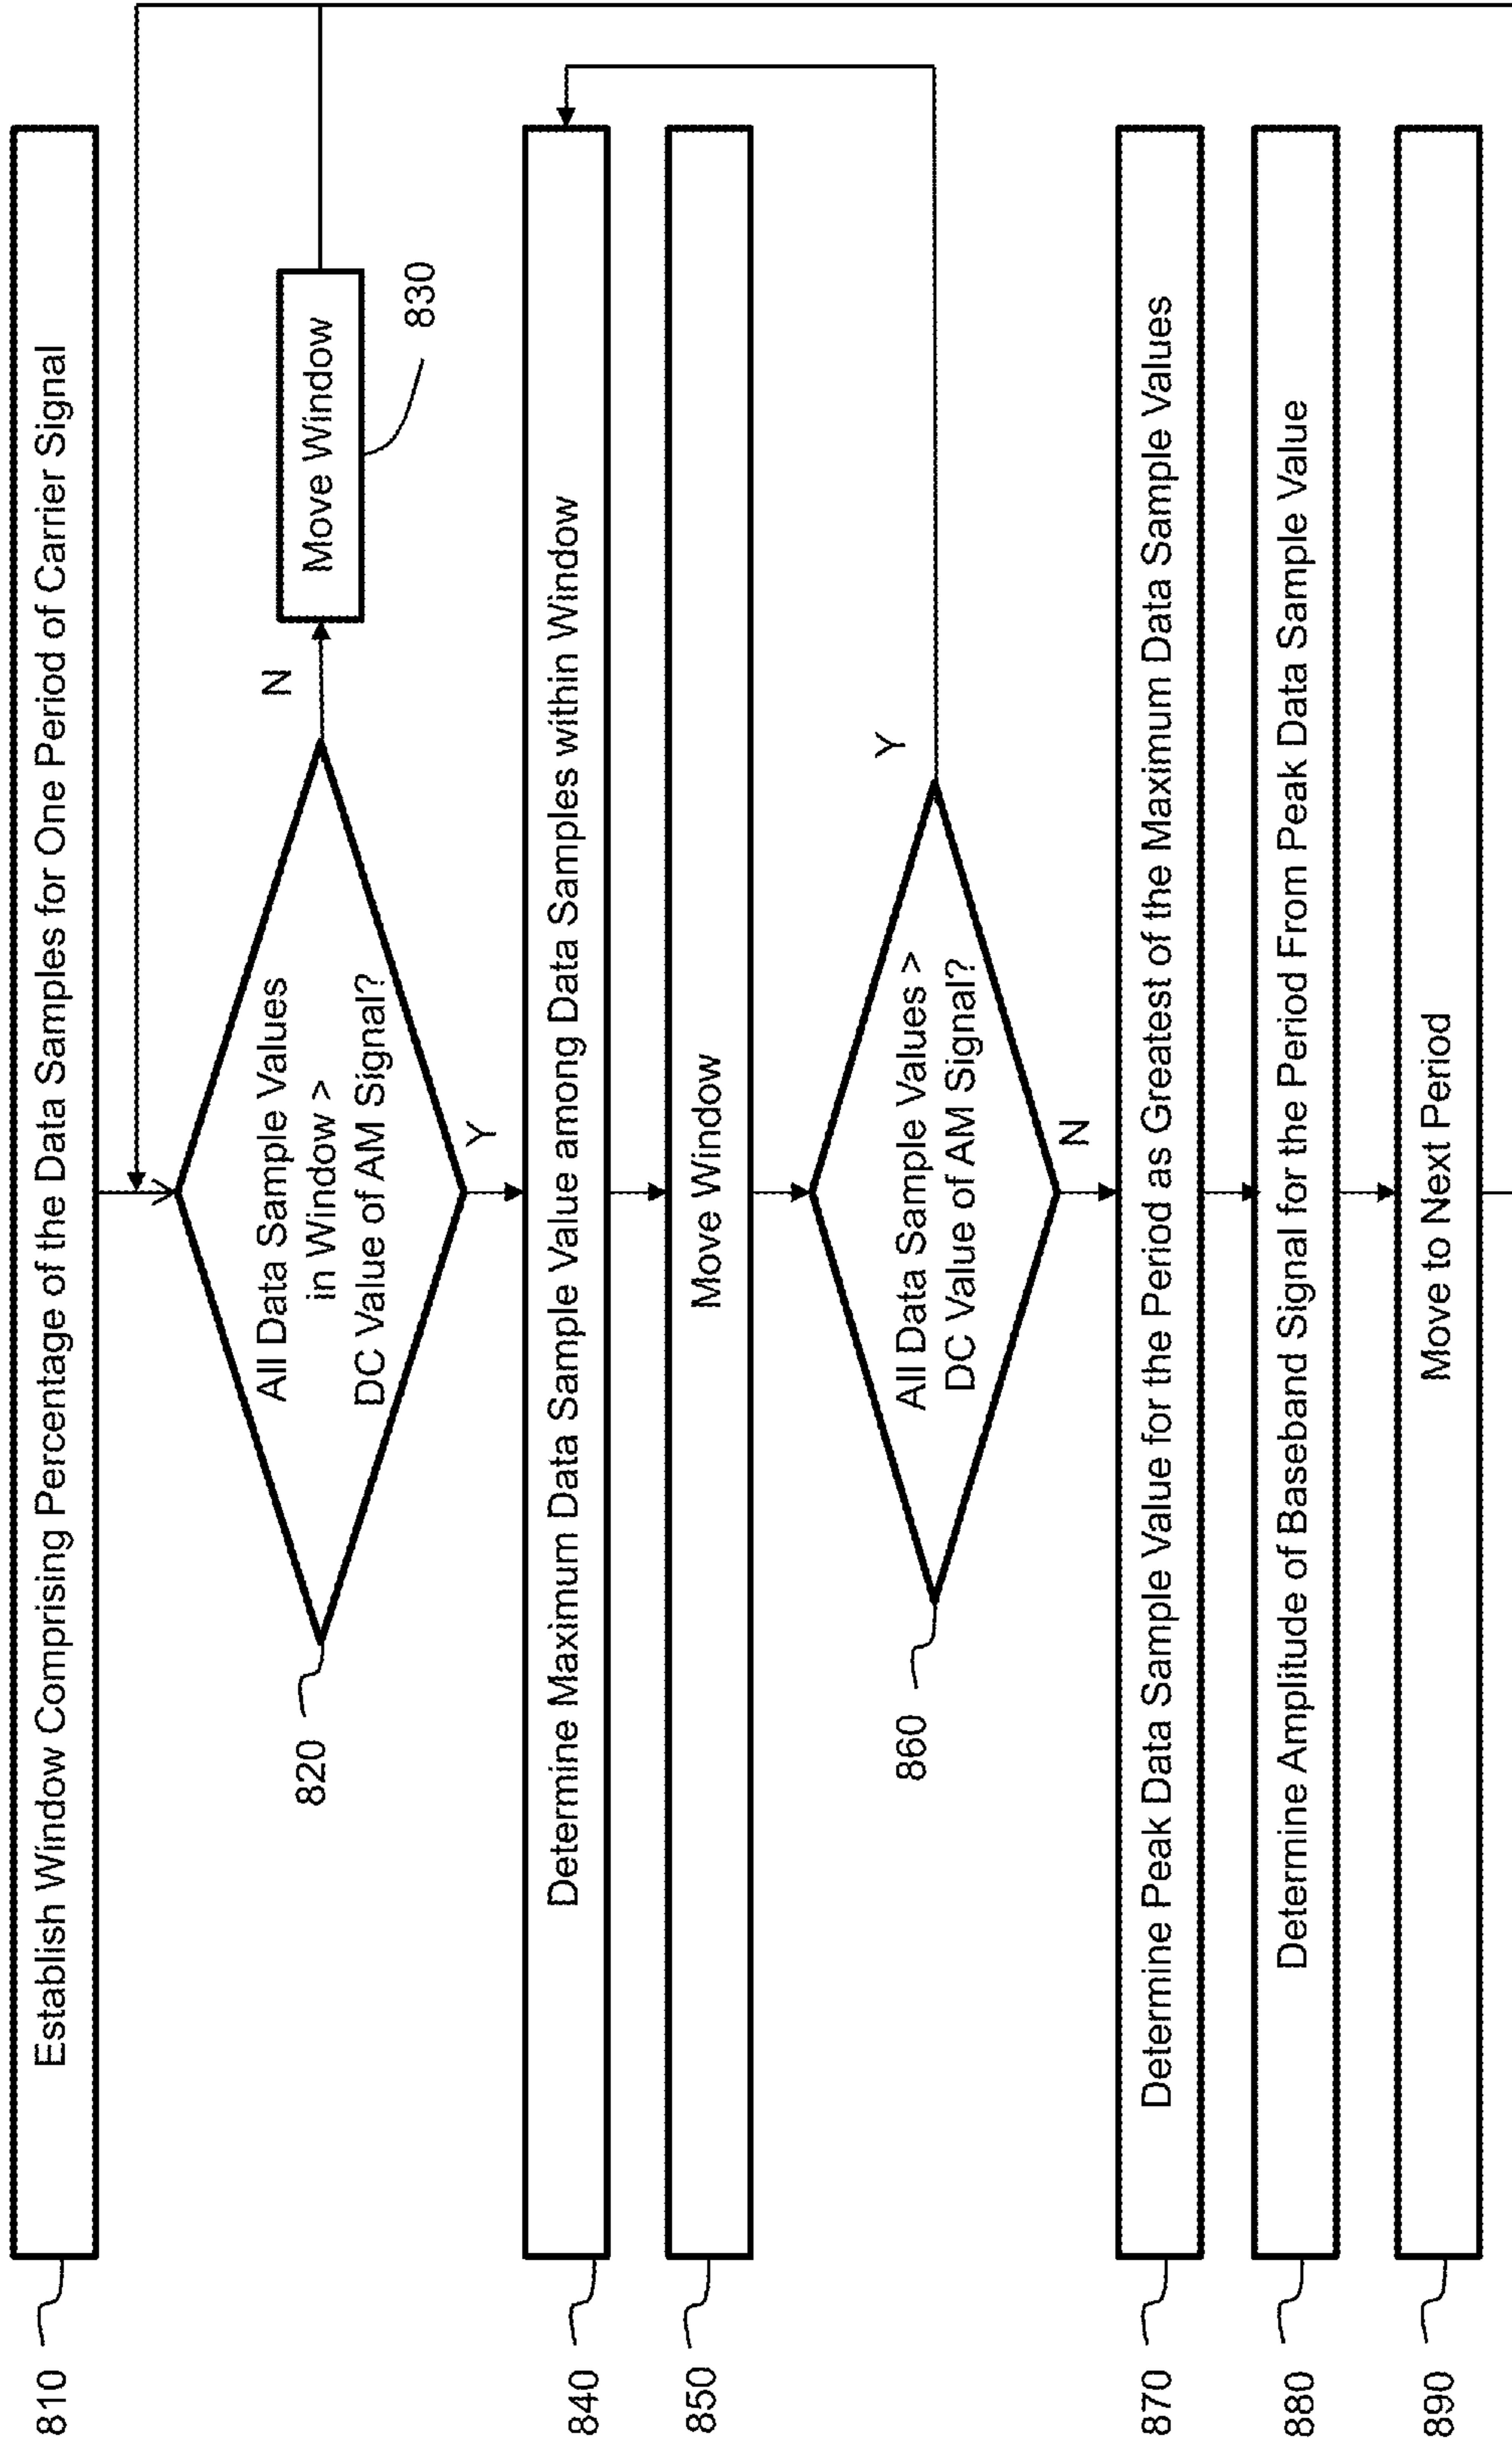 810
Establish Window Comprising Percentage of the Data Samples for One Period of Carrier Signal
820
All Data Sample Values
in Window >
DC Value of AM Signal?
N
Move Window
830
Y
840
Determine Maximum Data Sample Value among Data Samples within Window
850
Move Window
860
All Data Sample Values >
DC Value of AM Signal?
Y
N
870
Determine Peak Data Sample Value for the Period as Greatest of the Maximum Data Sample Values
880
Determine Amplitude of Baseband Signal for the Period From Peak Data Sample Value
890
Move to Next Period